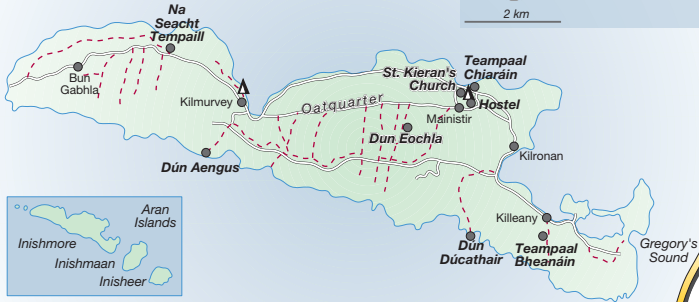 2 km
Na
Seacht
Tempaill
Bun
Gabhla
Kilmurvey
Oatquarter
St. Kieran's
Church
Teampaal
Chiaráin
Hostel
Mainistir
Dun Eochla
Kilronan
Dún Aengus
Killeany
Dún
Dúcathair
Teampaal
Bheanáin
Gregory's
Sound
Aran
Islands
Inishmore
Inishmaan
Inisheer